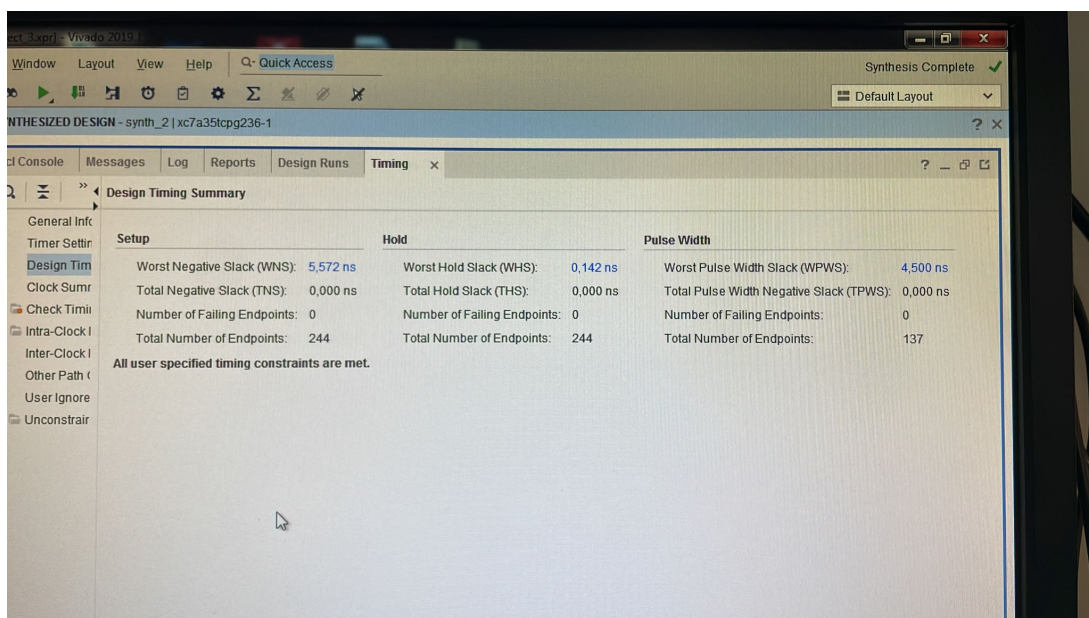 ect_3.xpr] - Vivado 2019.1
Window Layout View Help Quick Access
Synthesis Complete
Default Layout
NTHESIZED DESIGN - synth_2 | xc7a35tcpg236-1
cl Console Messages Log Reports Design Runs Timing
Design Timing Summary
General Infc
Timer Settir
Design Tim
Clock Sumr
Check Timii
Intra-Clock I
Inter-Clock I
Other Path (
User Ignore
Unconstrair
Setup
Worst Negative Slack (WNS): 5,572 ns
Total Negative Slack (TNS): 0,000 ns
Number of Failing Endpoints: 0
Total Number of Endpoints: 244
All user specified timing constraints are met.
Hold
Worst Hold Slack (WHS): 0,142 ns
Total Hold Slack (THS): 0,000 ns
Number of Failing Endpoints: 0
Total Number of Endpoints: 244
Pulse Width
Worst Pulse Width Slack (WPWS): 4,500 ns
Total Pulse Width Negative Slack (TPWS): 0,000 ns
Number of Failing Endpoints: 0
Total Number of Endpoints: 137